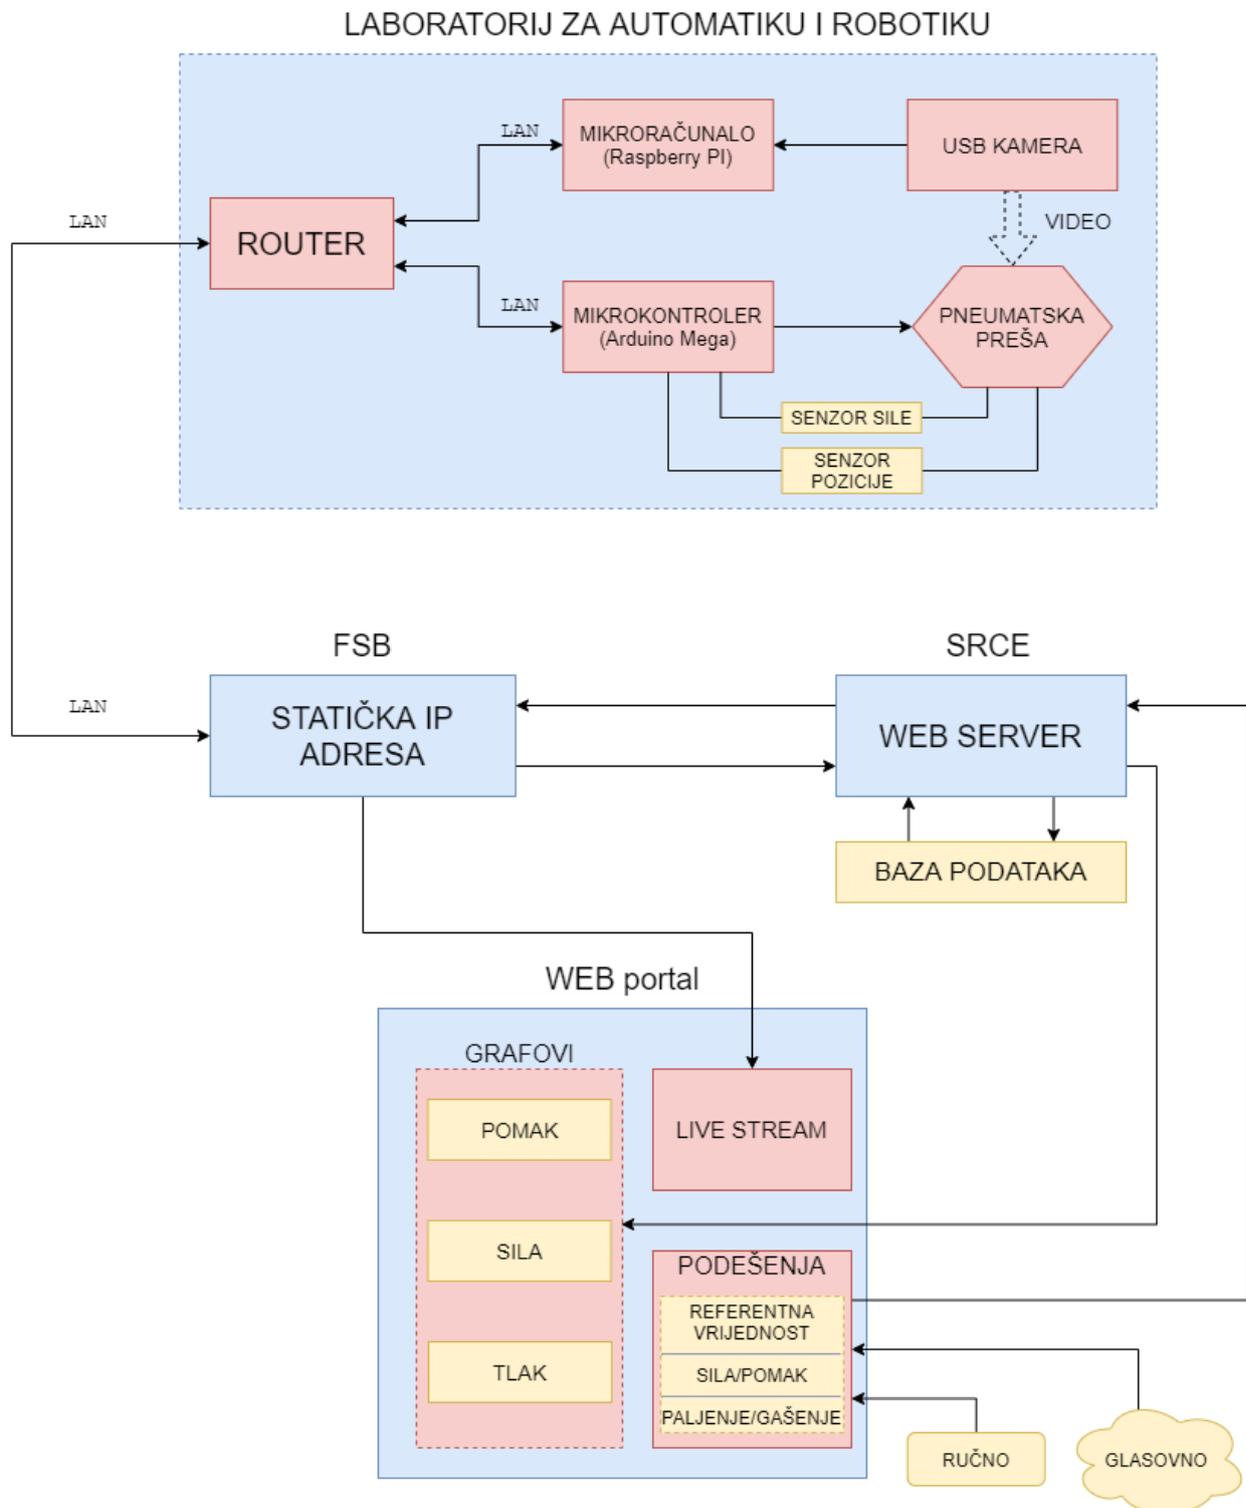 LABORATORIJ ZA AUTOMATIKU I ROBOTIKU
LAN
MIKRORAČUNALO
(Raspberry PI)
USB KAMERA
LAN
ROUTER
VIDEO
LAN
MIKROKONTROLER
(Arduino Mega)
PNEUMATSKA
PREŠA
SENZOR SILE
SENZOR
POZICIJE
FSB
SRCE
LAN
STATIČKA IP
ADRESA
WEB SERVER
BAZA PODATAKA
WEB portal
GRAFOVI
POMAK
LIVE STREAM
SILA
PODEŠENJA
REFERENTNA
VRIJEDNOST
SILA/POMAK
TLAK
PALJENJE/GAŠENJE
RUČNO
GLASOVNO